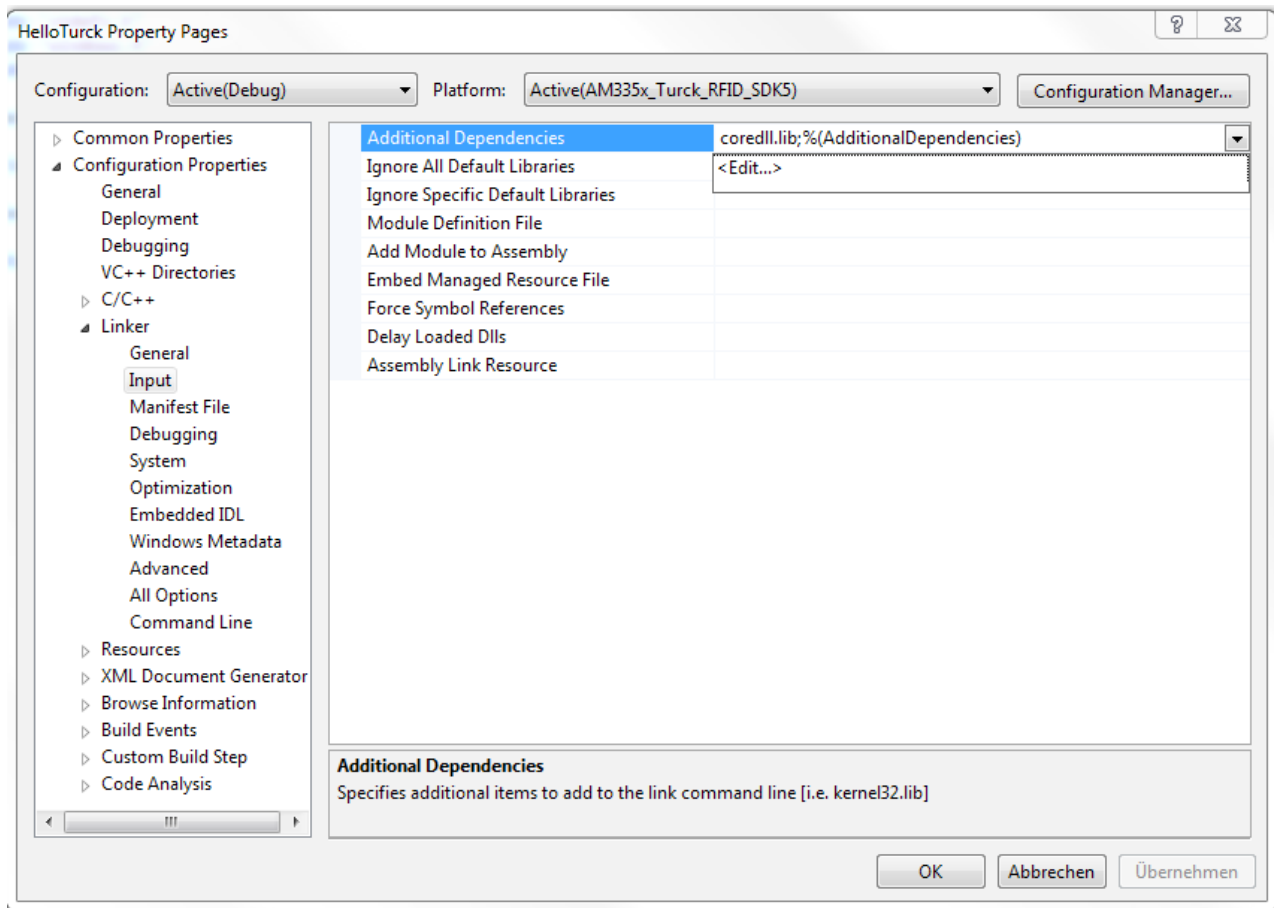 HelloTurck Property Pages
Configuration: Active(Debug) Platform: Active(AM335x_Turck_RFID_SDK5) Configuration Manager...
Common Properties
Configuration Properties
General
Deployment
Debugging
VC++ Directories
C/C++
Linker
General
Input
Manifest File
Debugging
System
Optimization
Embedded IDL
Windows Metadata
Advanced
All Options
Command Line
Resources
XML Document Generator
Browse Information
Build Events
Custom Build Step
Code Analysis
Additional Dependencies coredll.lib;%(AdditionalDependencies)
Ignore All Default Libraries <Edit...>
Ignore Specific Default Libraries
Module Definition File
Add Module to Assembly
Embed Managed Resource File
Force Symbol References
Delay Loaded Dlls
Assembly Link Resource
Additional Dependencies
Specifies additional items to add to the link command line [i.e. kernel32.lib]
OK Abbrechen Übernehmen